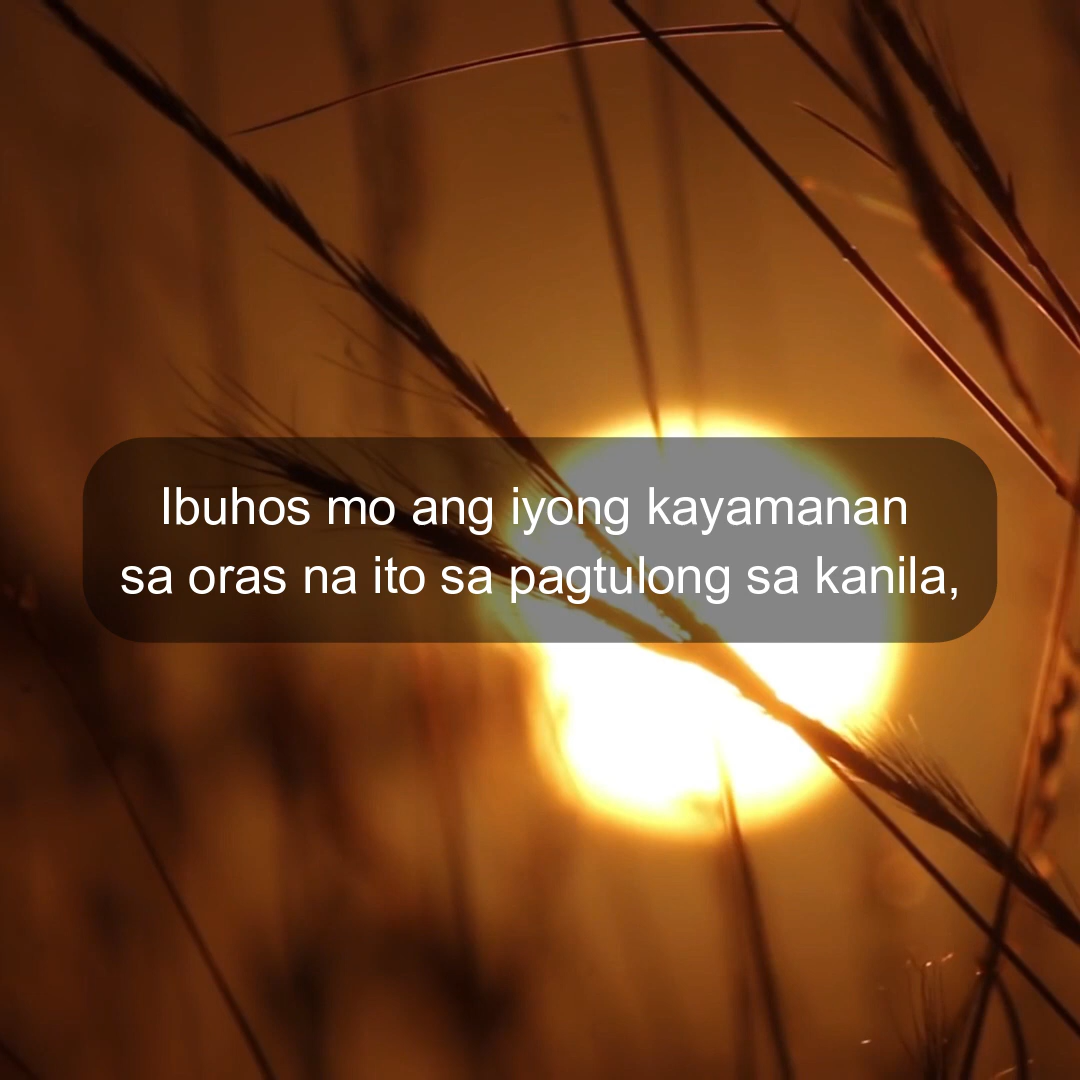 Ibuhos mo ang iyong kayamanan
sa oras na ito sa pagtulong sa kanila,